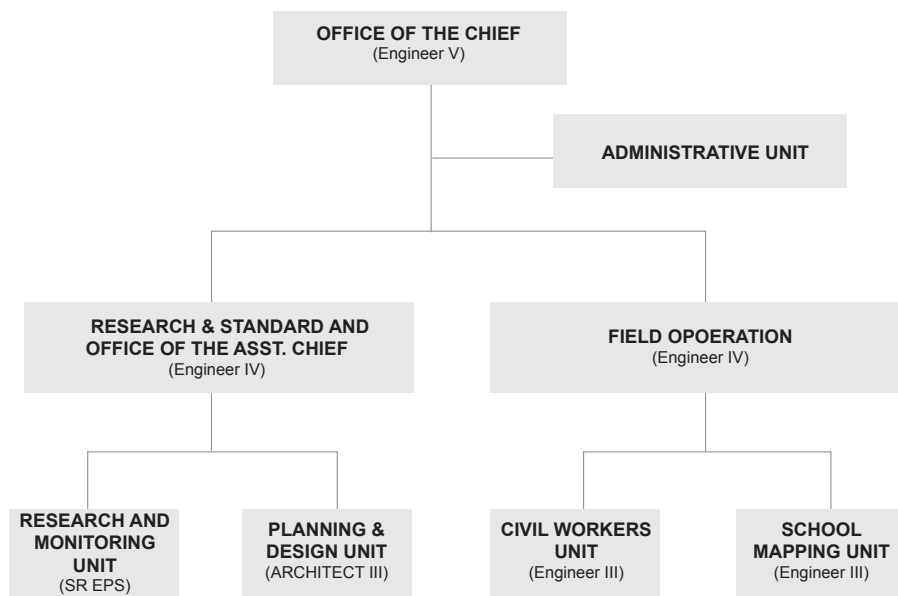 OFFICE OF THE CHIEF
(Engineer V)
ADMINISTRATIVE UNIT
RESEARCH & STANDARD AND
OFFICE OF THE ASST. CHIEF
(Engineer IV)
FIELD OPOERATION
(Engineer IV)
RESEARCH AND
MONITORING
UNIT
(SR EPS)
PLANNING &
DESIGN UNIT
(ARCHITECT III)
CIVIL WORKERS
UNIT
(Engineer III)
SCHOOL
MAPPING UNIT
(Engineer III)